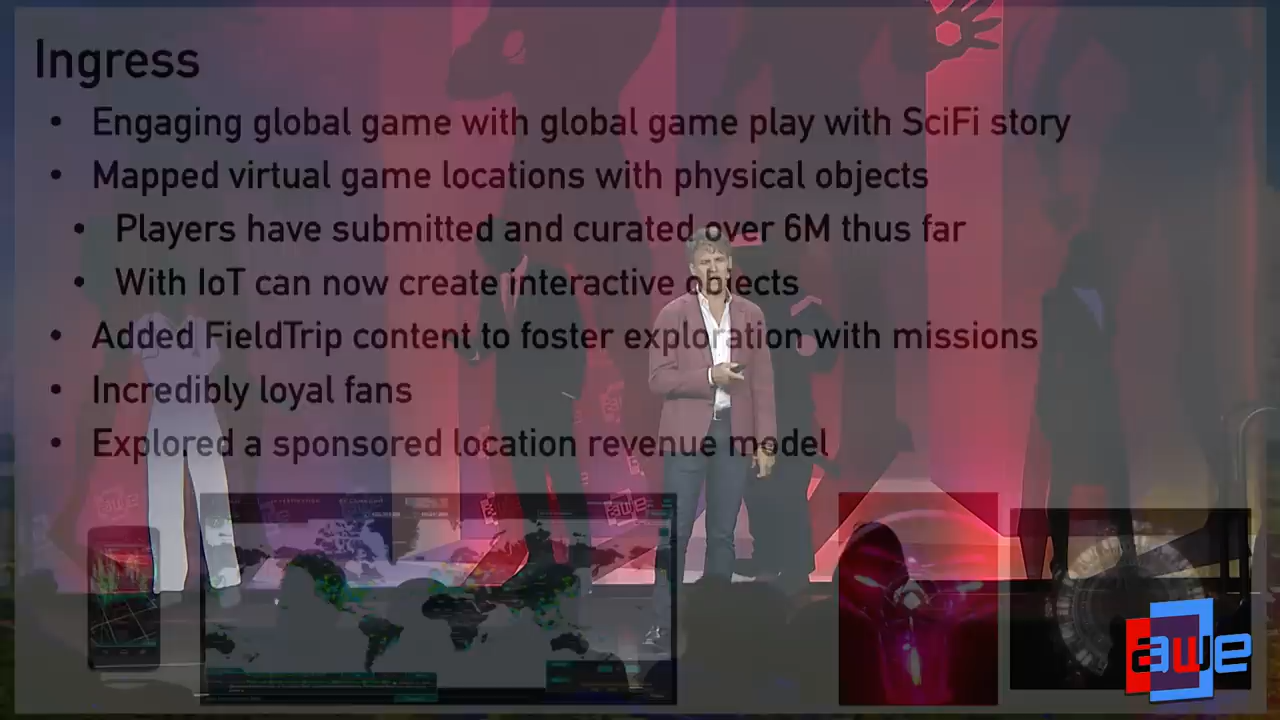 Ingress
• Engaging global game with global game play with SciFi story
• Mapped virtual game locations with physical objects
• Players have submitted and curated over 6M thus far
• With IoT can now create interactive objects
• Added FieldTrip content to foster exploration with missions
• Incredibly loyal fans
• Explored a sponsored location revenue model
awe
awe